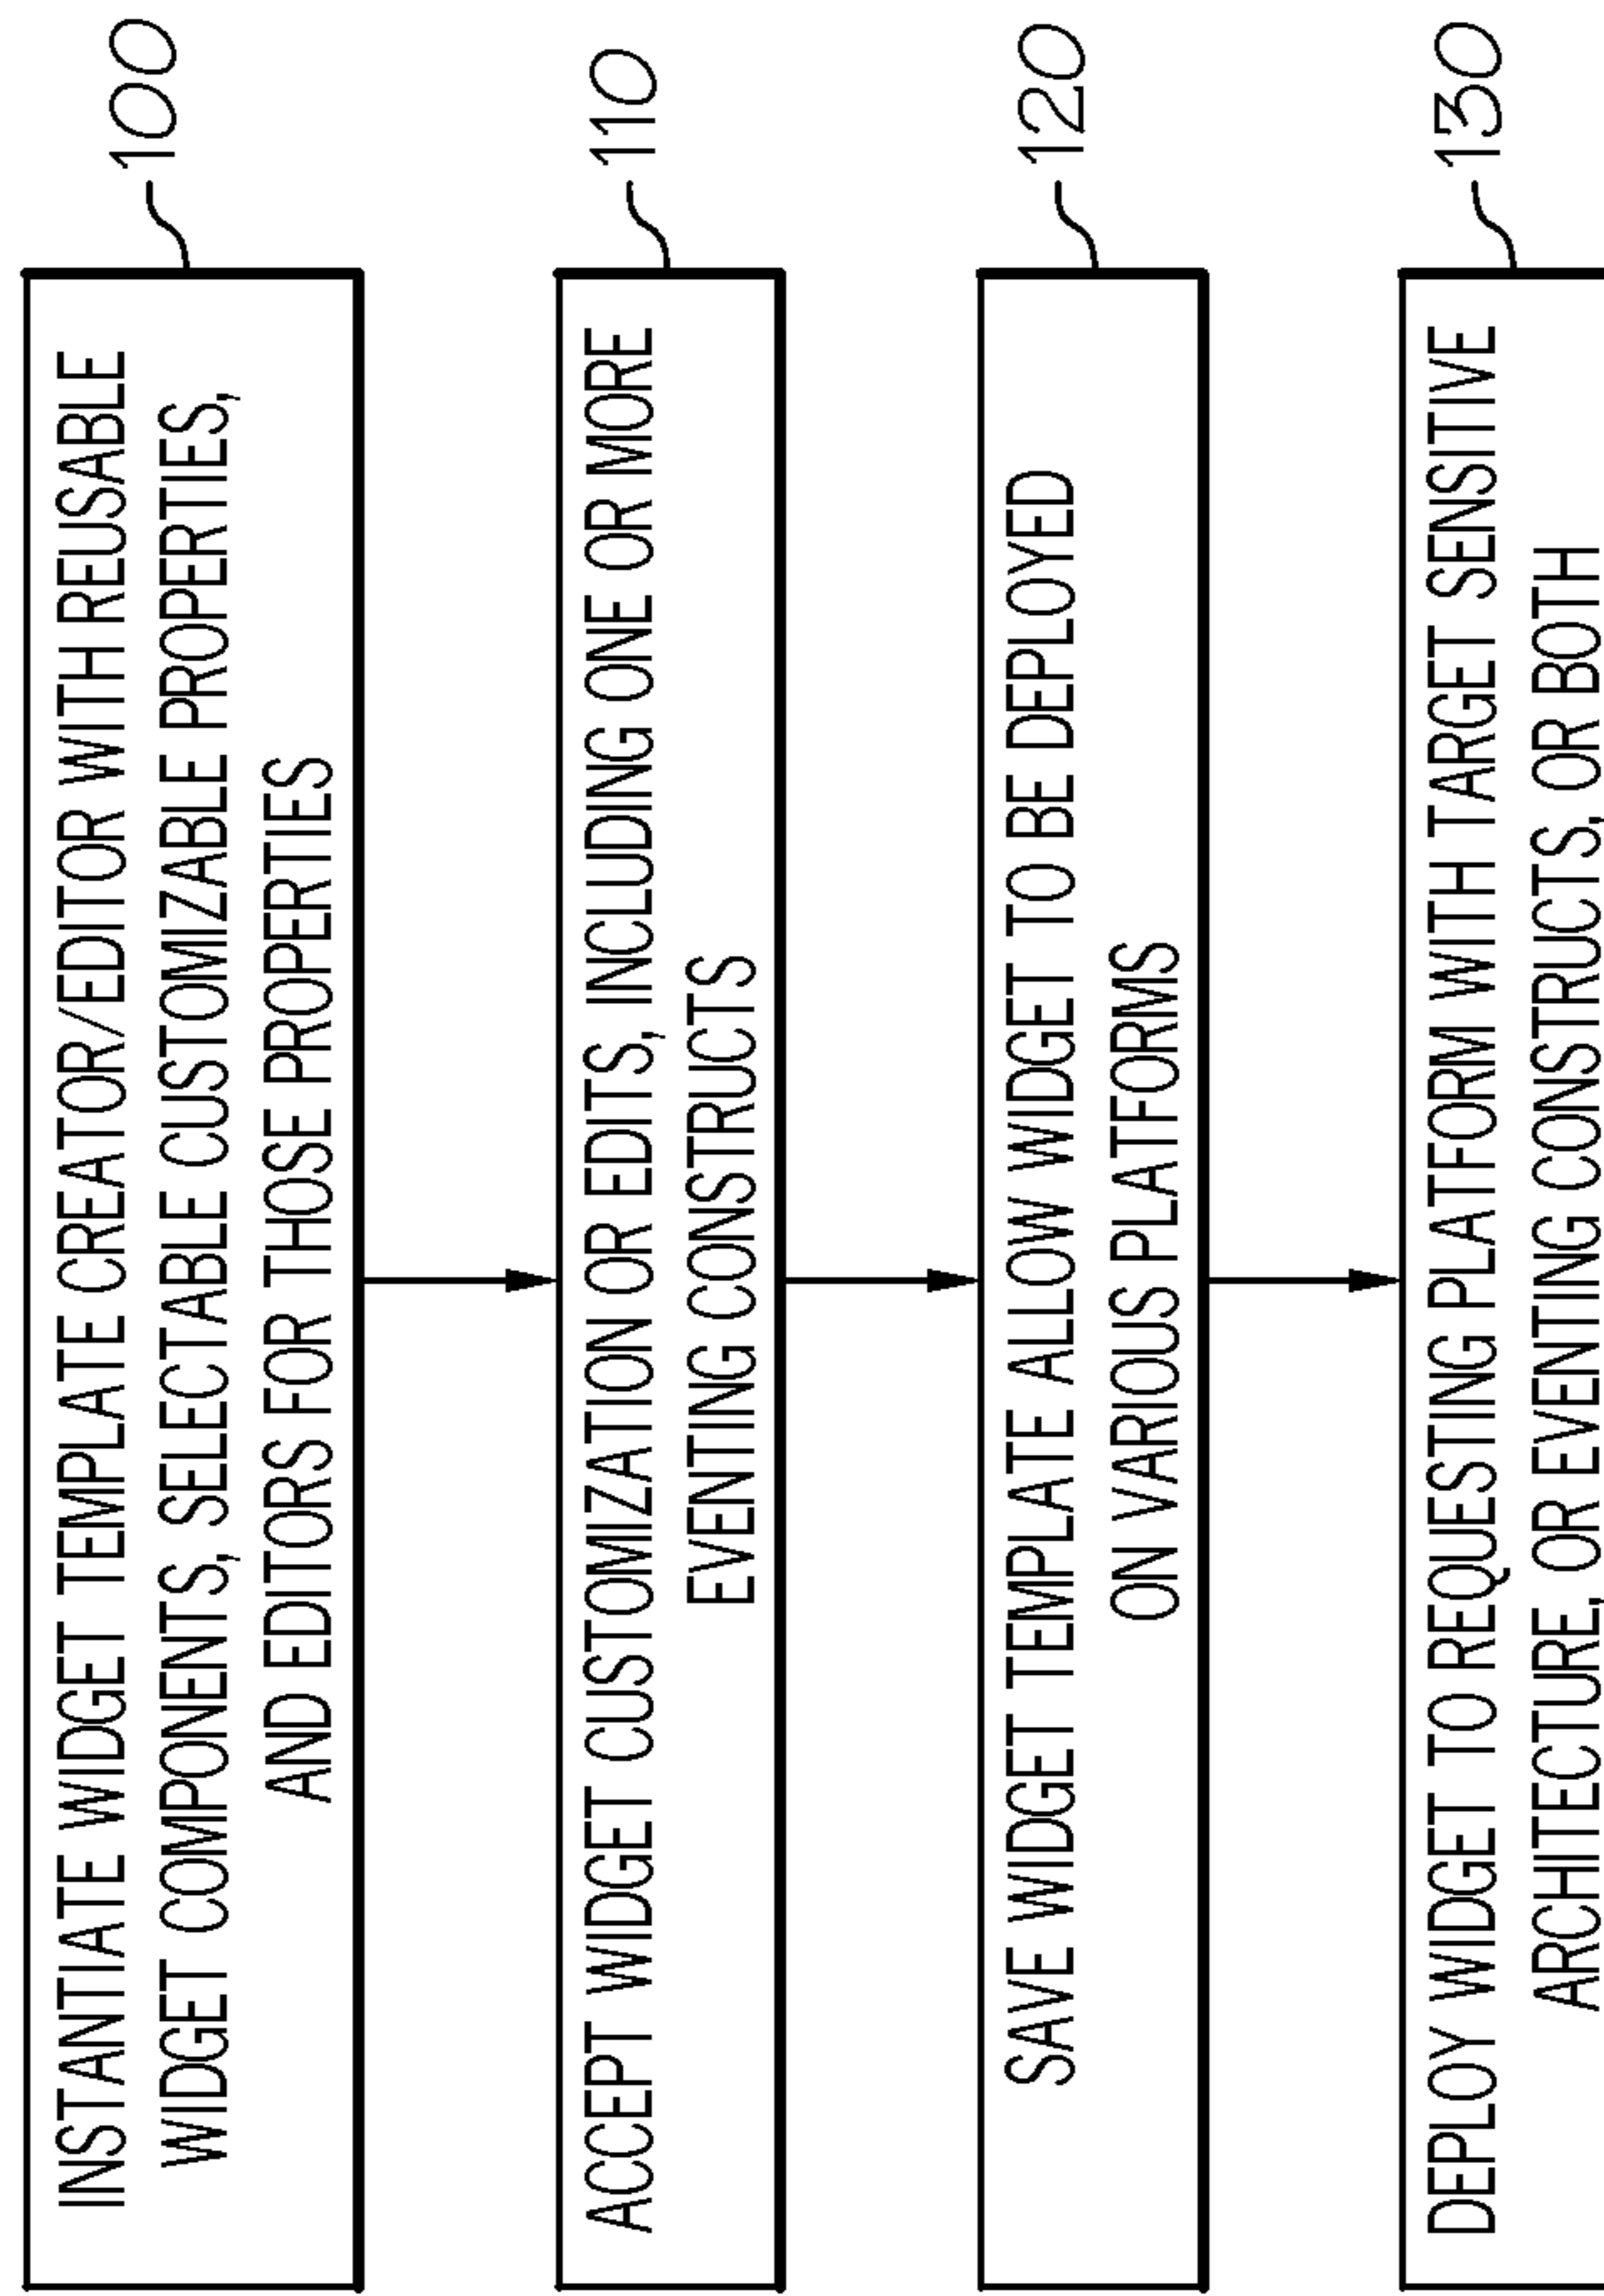 INSTANTIATE WIDGET TEMPLATE CREATOR/EDITOR WITH REUSABLE
WIDGET COMPONENTS, SELECTABLE CUSTOMIZABLE PROPERTIES,
AND EDITORS FOR THOSE PROPERTIES
100
ACCEPT WIDGET CUSTOMIZATION OR EDITS, INCLUDING ONE OR MORE
EVENTING CONSTRUCTS
110
SAVE WIDGET TEMPLATE ALLOW WIDGET TO BE DEPLOYED
ON VARIOUS PLATFORMS
120
DEPLOY WIDGET TO REQUESTING PLATFORM WITH TARGET SENSITIVE
ARCHITECTURE, OR EVENTING CONSTRUCTS, OR BOTH
130